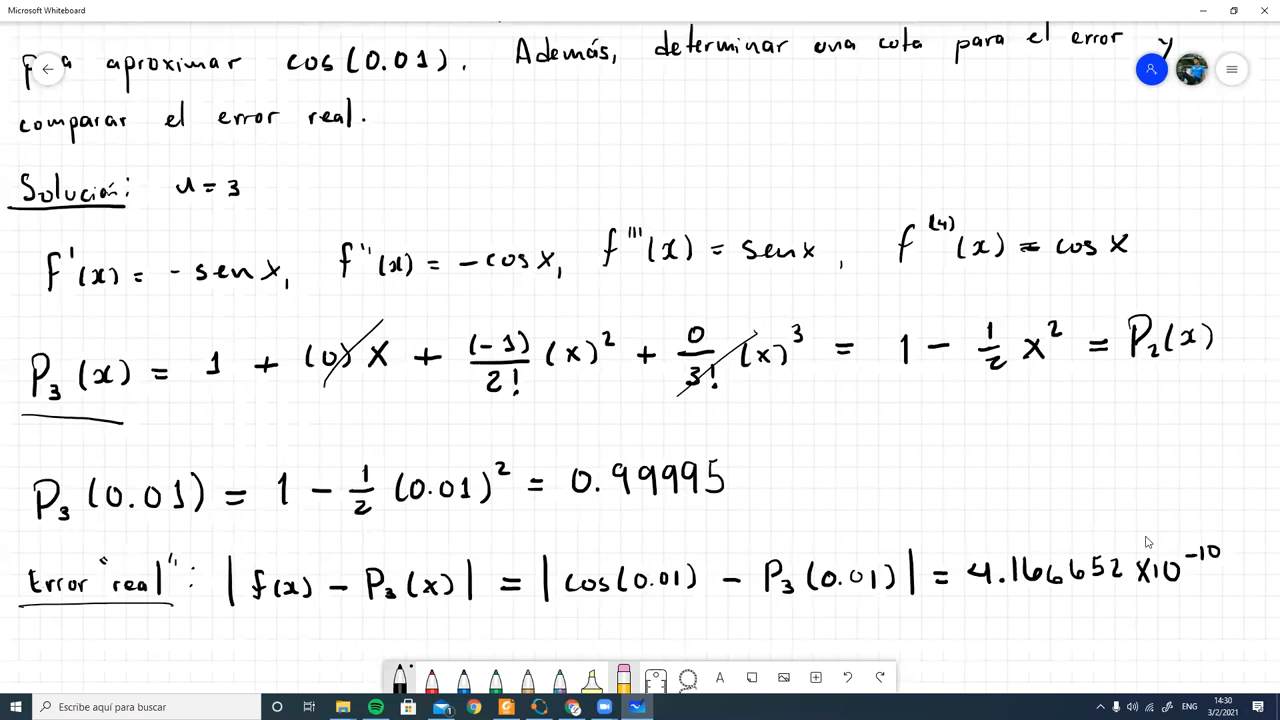 Microsoft Whiteboard
para aproximar cos(0.01). Además, determinar una cota para el error y
comparar el error real.
Solución: n = 3
f'(x) = - sen x, f''(x) = - cos x, f'''(x) = sen x, f^(4)(x) = cos x
P₃(x) = 1 + (0) x + (-1)/2! (x)² + 0/3! (x)³ = 1 - 1/2 x² = P₂(x)
P₃(0.01) = 1 - 1/2 (0.01)² = 0.99995
Error "real": |f(x) - P₃(x)| = |cos(0.01) - P₃(0.01)| = 4.166652 x10⁻¹⁰
Escribe aquí para buscar
ENG
14:30
3/2/2021